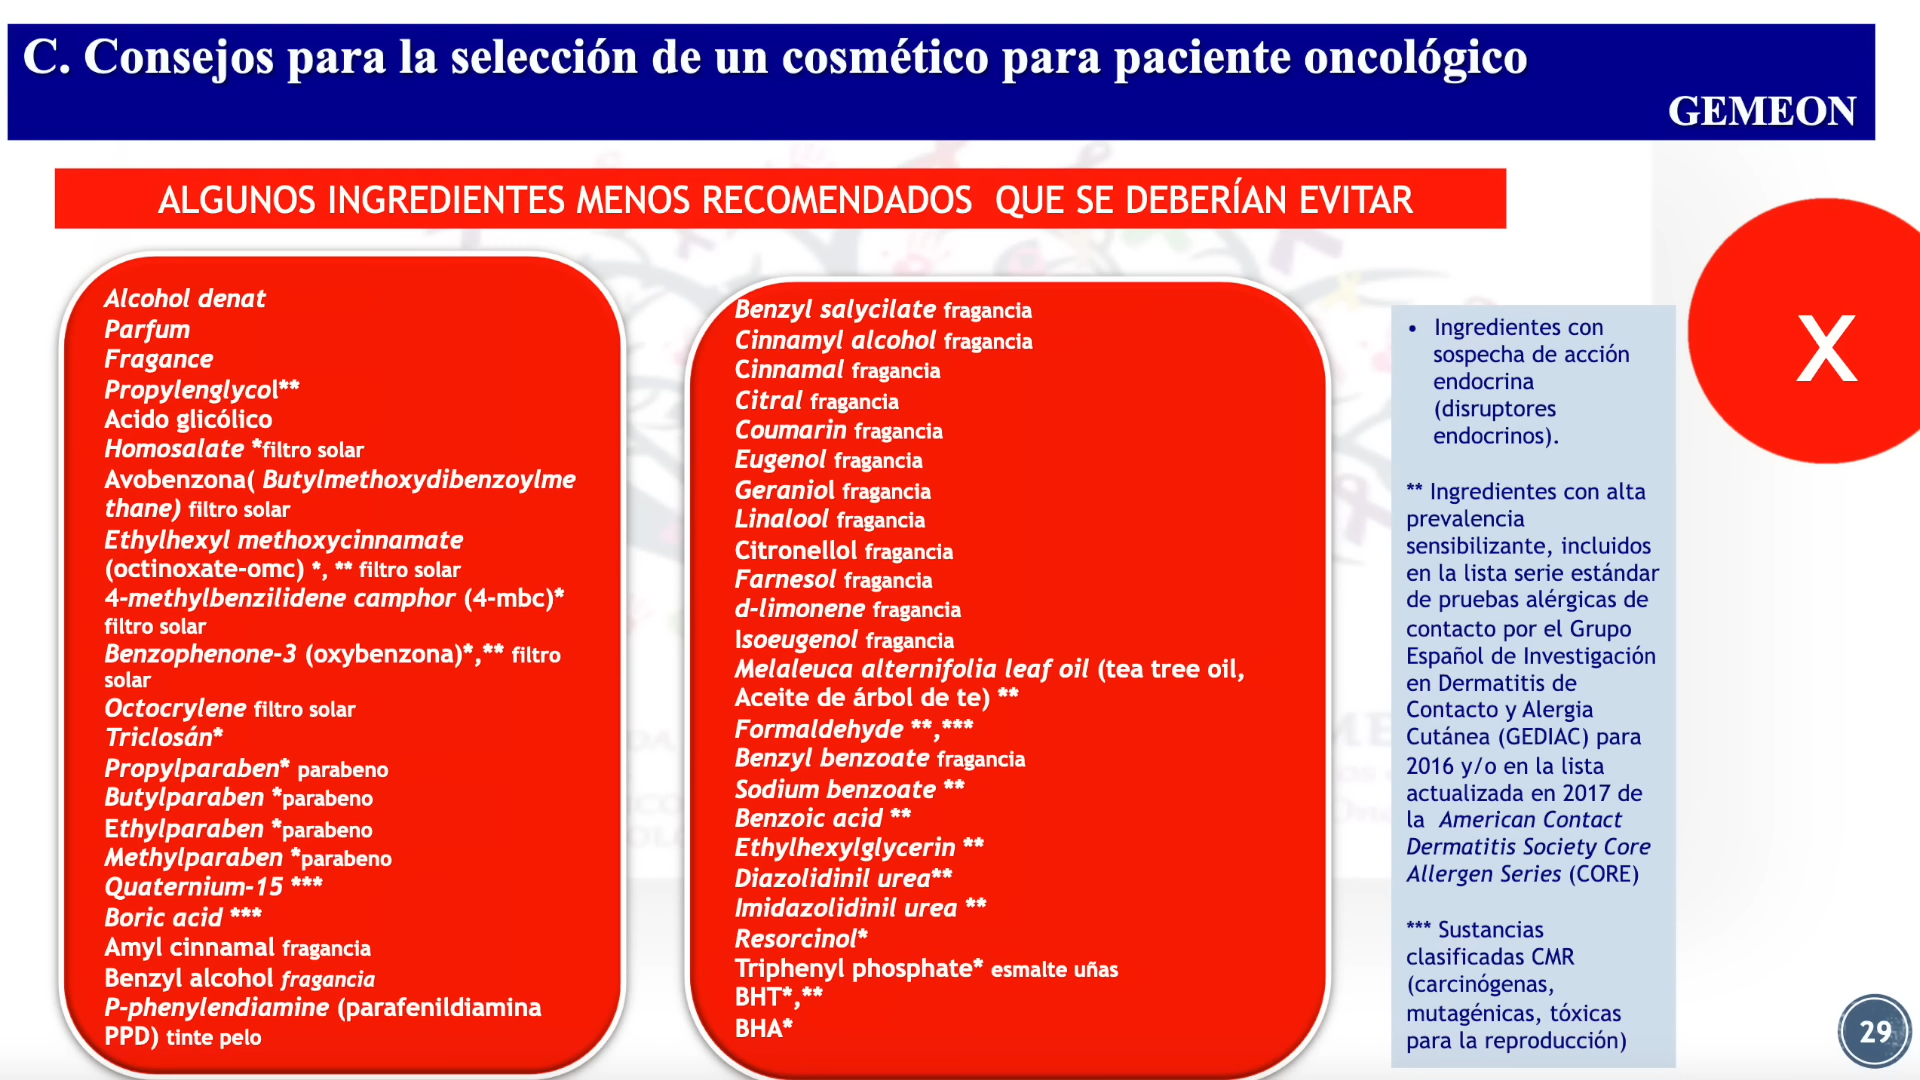 C. Consejos para la selección de un cosmético para paciente oncológico
GEMEON
ALGUNOS INGREDIENTES MENOS RECOMENDADOS QUE SE DEBERÍAN EVITAR
Alcohol denat
Parfum
Fragance
Propylenglycol**
Acido glicólico
Homosalate *filtro solar
Avobenzona( Butylmethoxydibenzoylme
thane) filtro solar
Ethylhexyl methoxycinnamate
(octinoxate-omc) *, ** filtro solar
4-methylbenzilidene camphor (4-mbc)*
filtro solar
Benzophenone-3 (oxybenzona)*,** filtro
solar
Octocrylene filtro solar
Triclosán*
Propylparaben* parabeno
Butylparaben *parabeno
Ethylparaben *parabeno
Methylparaben *parabeno
Quaternium-15 ***
Boric acid ***
Amyl cinnamal fragancia
Benzyl alcohol fragancia
P-phenylendiamine (parafenildiamina
PPD) tinte pelo
Benzyl salycilate fragancia
Cinnamyl alcohol fragancia
Cinnamal fragancia
Citral fragancia
Coumarin fragancia
Eugenol fragancia
Geraniol fragancia
Linalool fragancia
Citronellol fragancia
Farnesol fragancia
d-limonene fragancia
Isoeugenol fragancia
Melaleuca alternifolia leaf oil (tea tree oil,
Aceite de árbol de te) **
Formaldehyde **,***
Benzyl benzoate fragancia
Sodium benzoate **
Benzoic acid **
Ethylhexylglycerin **
Diazolidinil urea**
Imidazolidinil urea **
Resorcinol*
Triphenyl phosphate* esmalte uñas
BHT*,**
BHA*
• Ingredientes con
sospecha de acción
endocrina
(disruptores
endocrinos).
** Ingredientes con alta
prevalencia
sensibilizante, incluidos
en la lista serie estándar
de pruebas alérgicas de
contacto por el Grupo
Español de Investigación
en Dermatitis de
Contacto y Alergia
Cutánea (GEDIAC) para
2016 y/o en la lista
actualizada en 2017 de
la American Contact
Dermatitis Society Core
Allergen Series (CORE)
*** Sustancias
clasificadas CMR
(carcinógenas,
mutagénicas, tóxicas
para la reproducción)
X
29